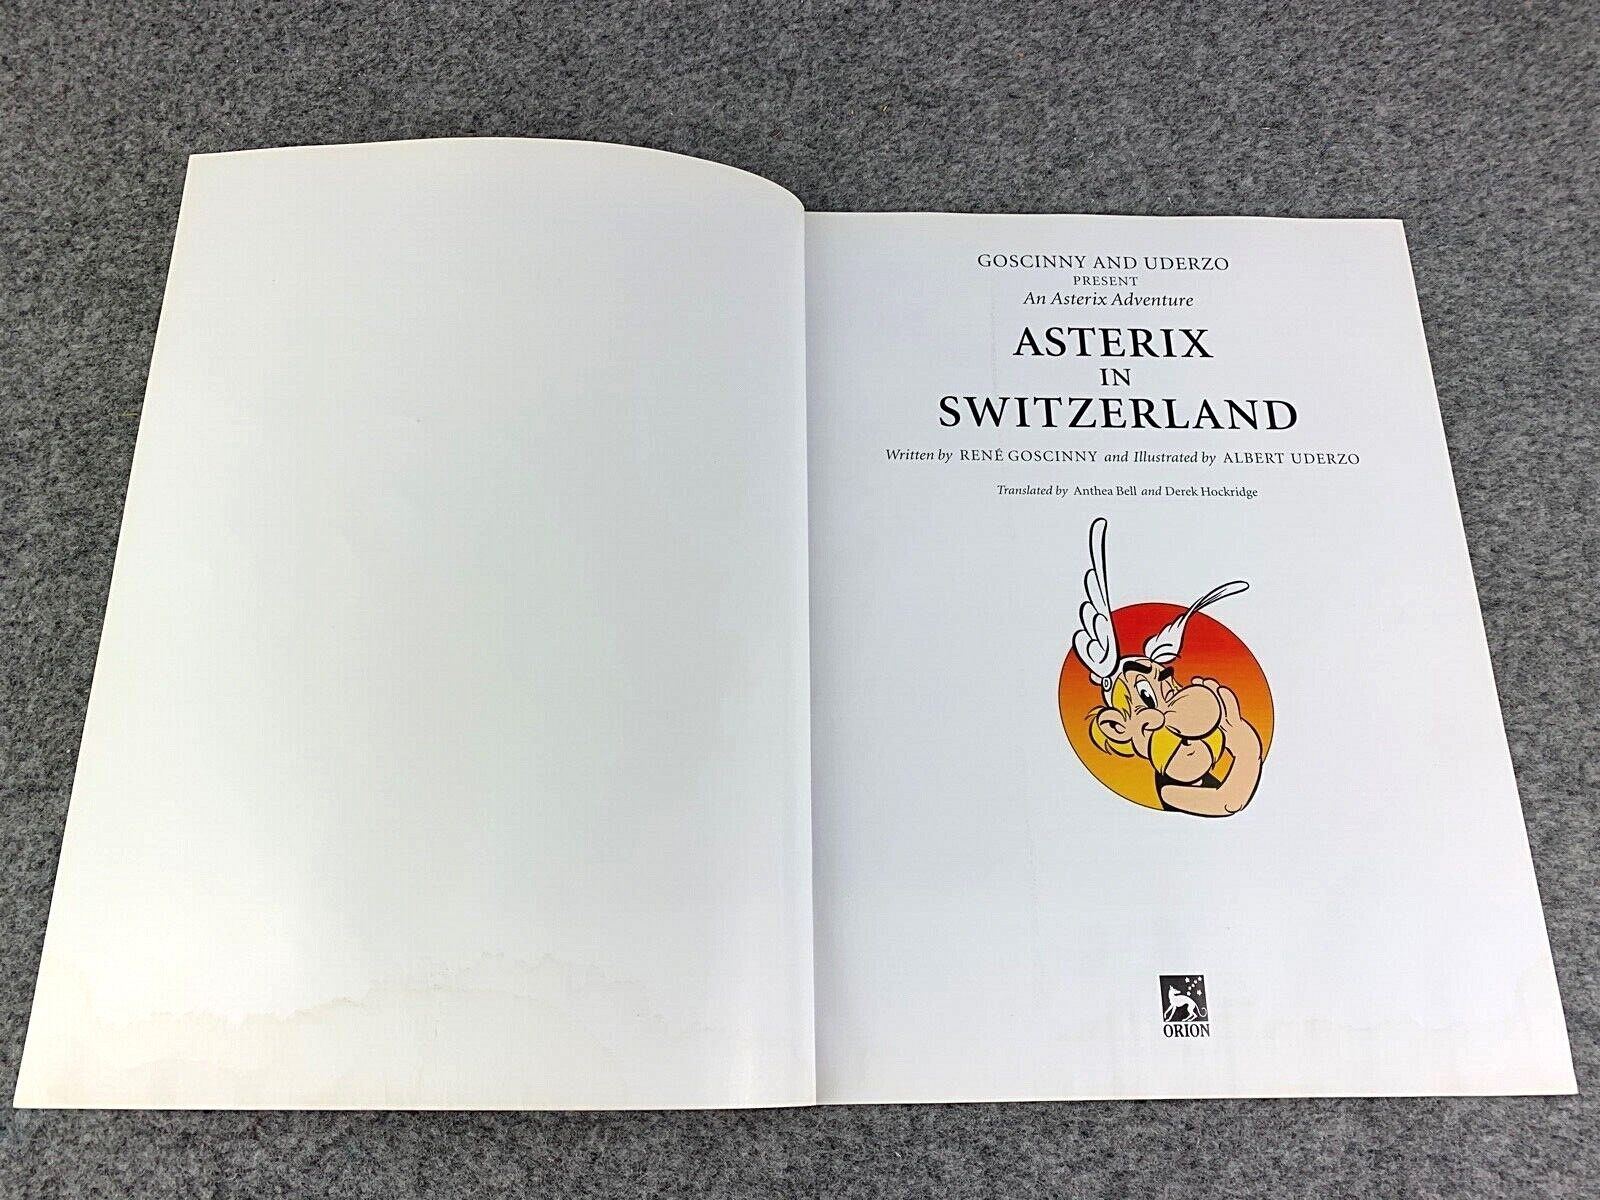 GOSCINNY AND UDERZO
PRESENT
An Asterix Adventure
ASTERIX
IN
SWITZERLAND
Written by RENÉ GOSCINNY and Illustrated by ALBERT UDERZO
Translated by Anthea Bell and Derek Hockridge
ORION